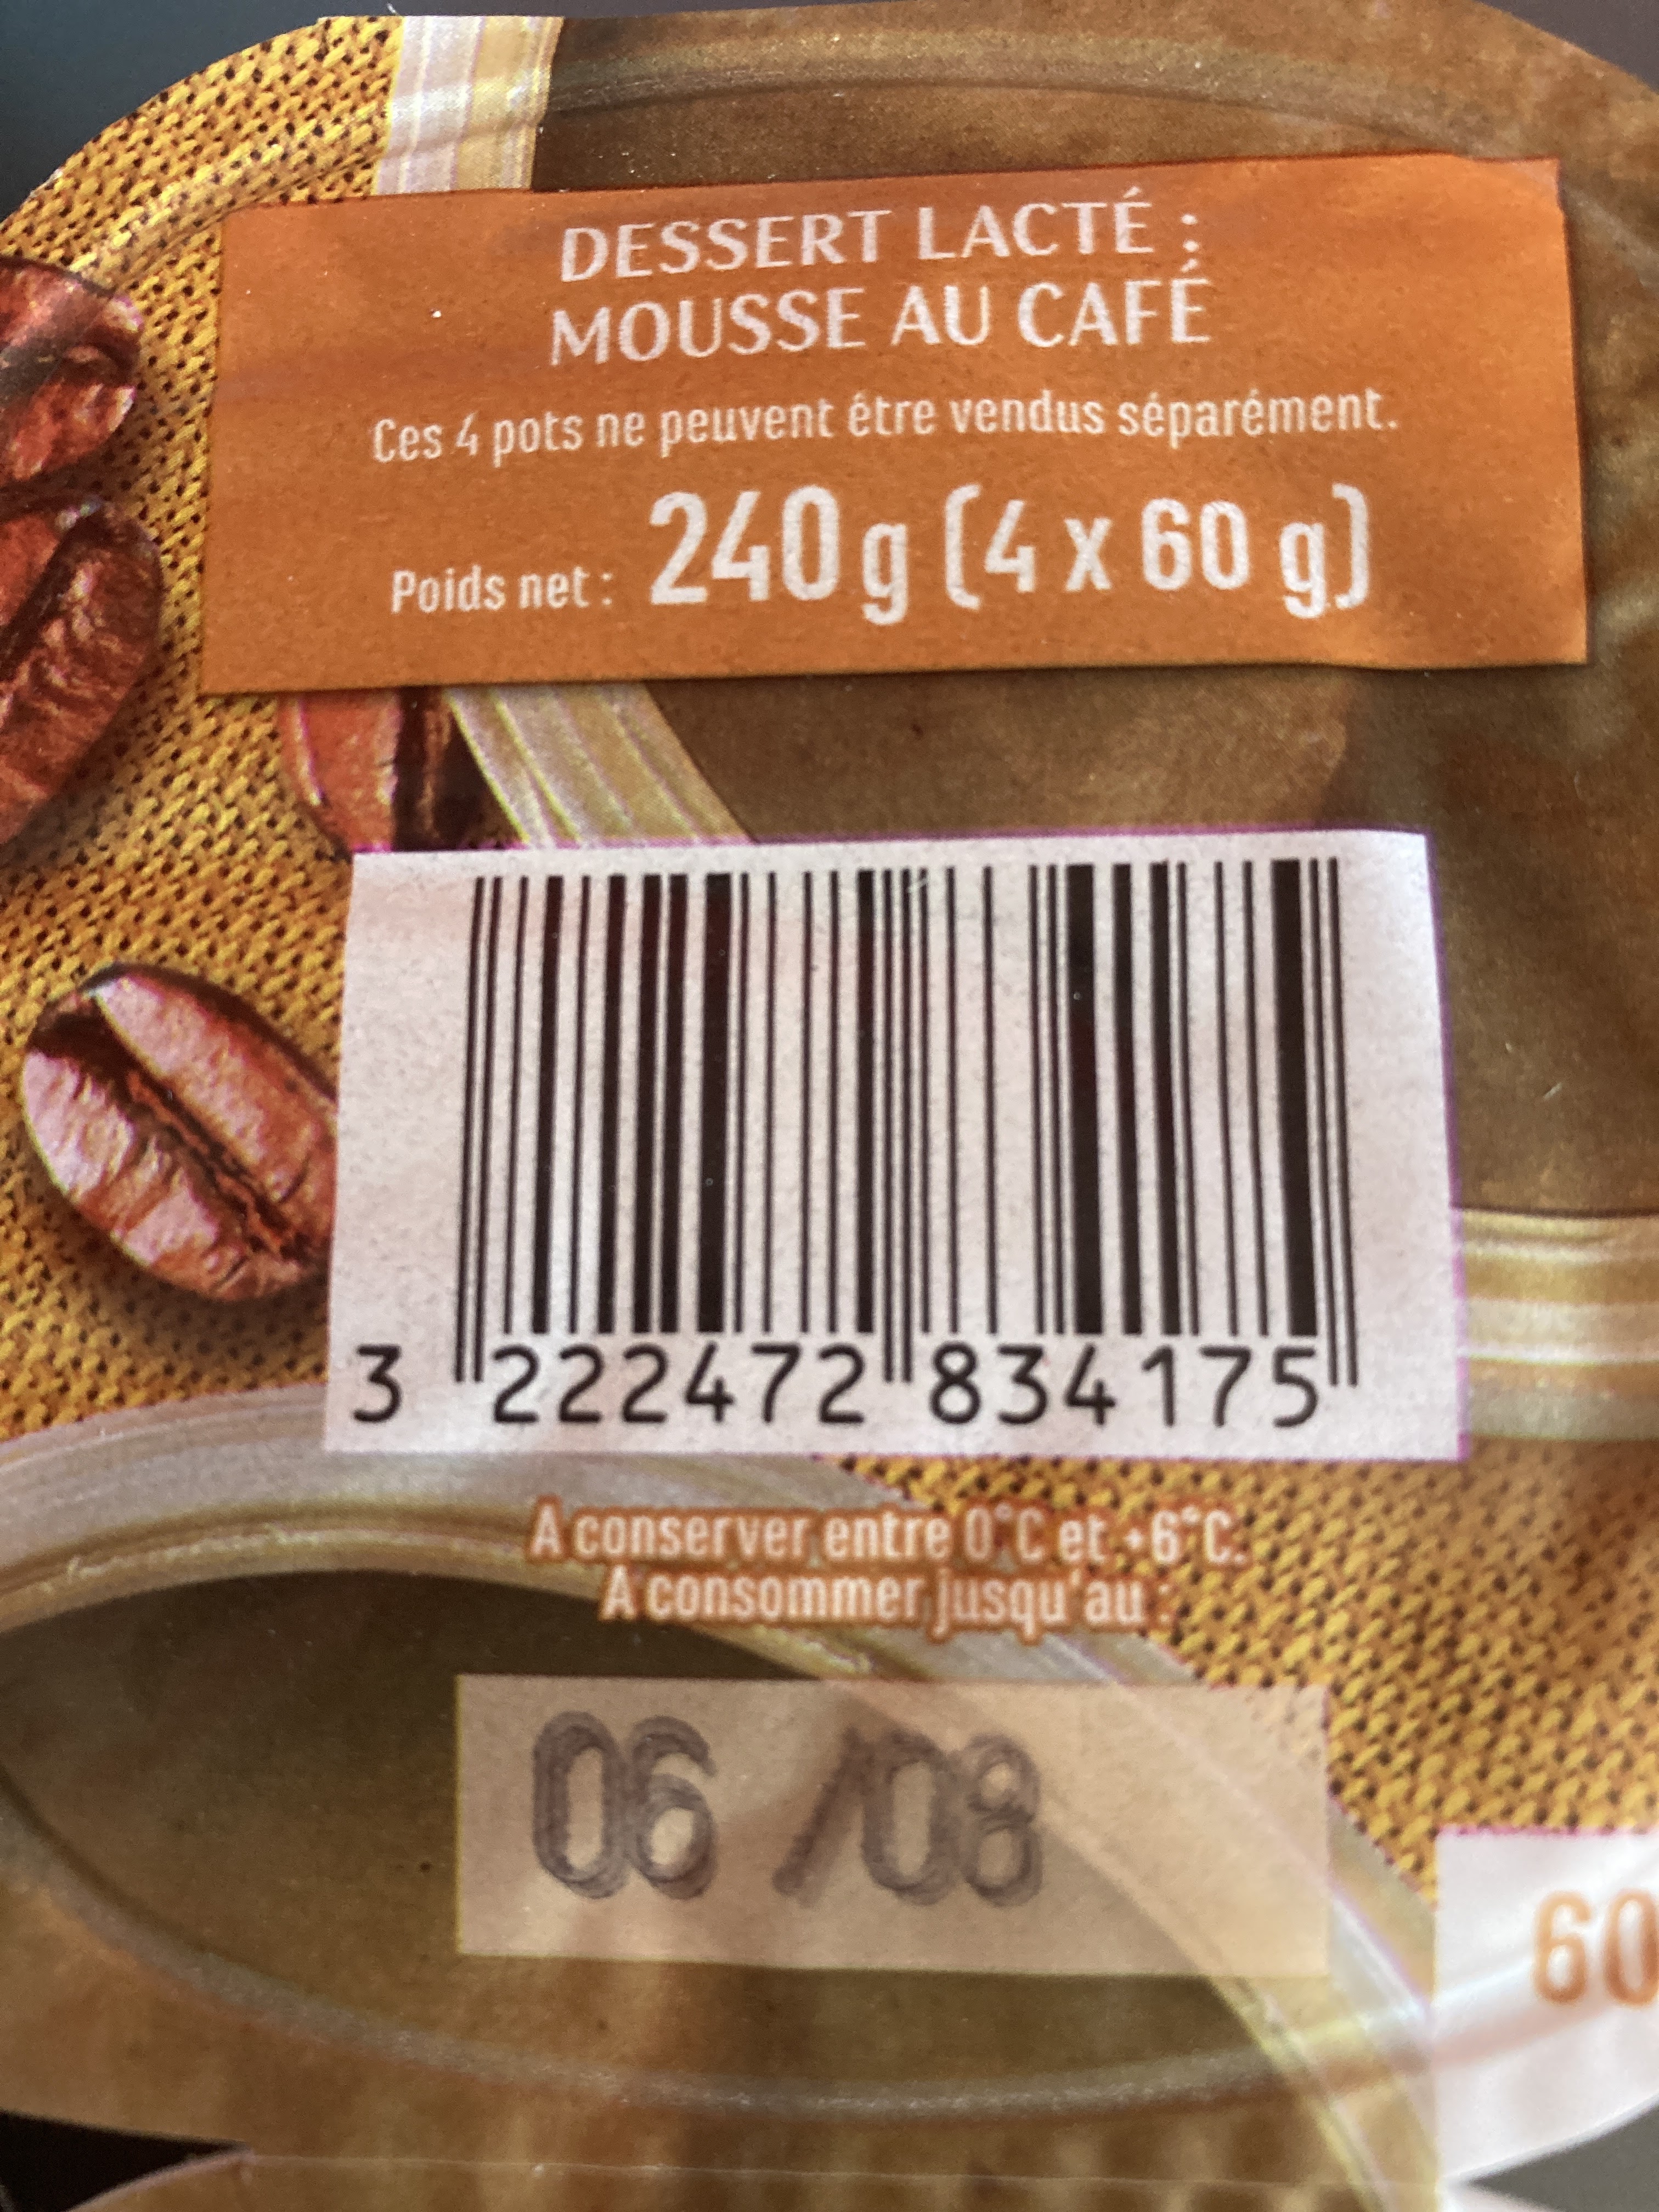 DESSERT LACTÉ :
MOUSSE AU CAFÉ
Ces 4 pots ne peuvent être vendus séparément.
Poids net : 240 g (4 x 60 g)
3 222472 834175
A conserver entre 0°C et +6°C.
A consommer jusqu'au :
06 /08
60